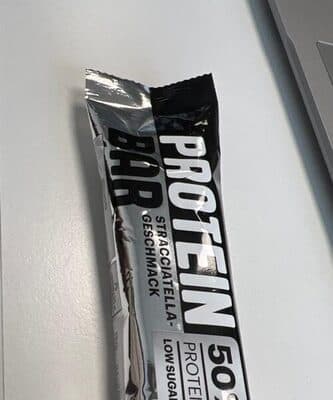 PROTEIN
BAR
STRACCIATELLA-
GESCHMACK
50%
PROTEIN
LOW SUGAR